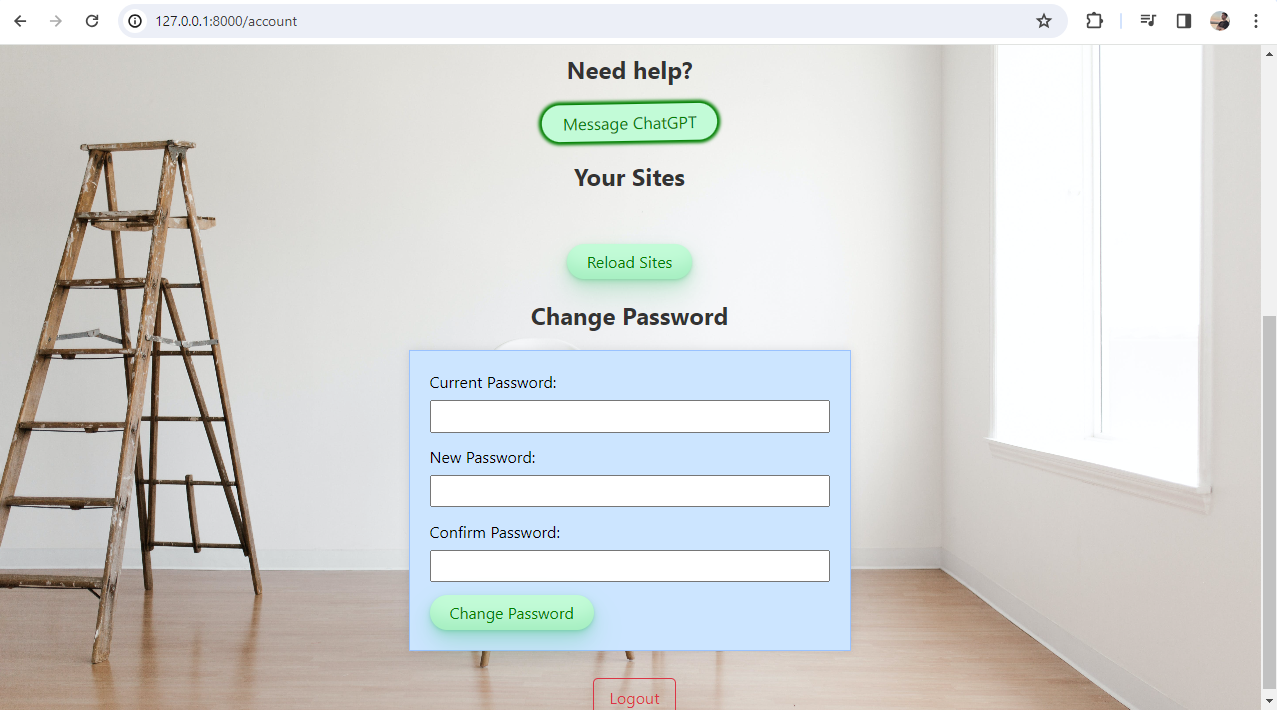 127.0.0.1:8000/account
Need help?
Message ChatGPT
Your Sites
Reload Sites
Change Password
Current Password:
New Password:
Confirm Password:
Change Password
Logout